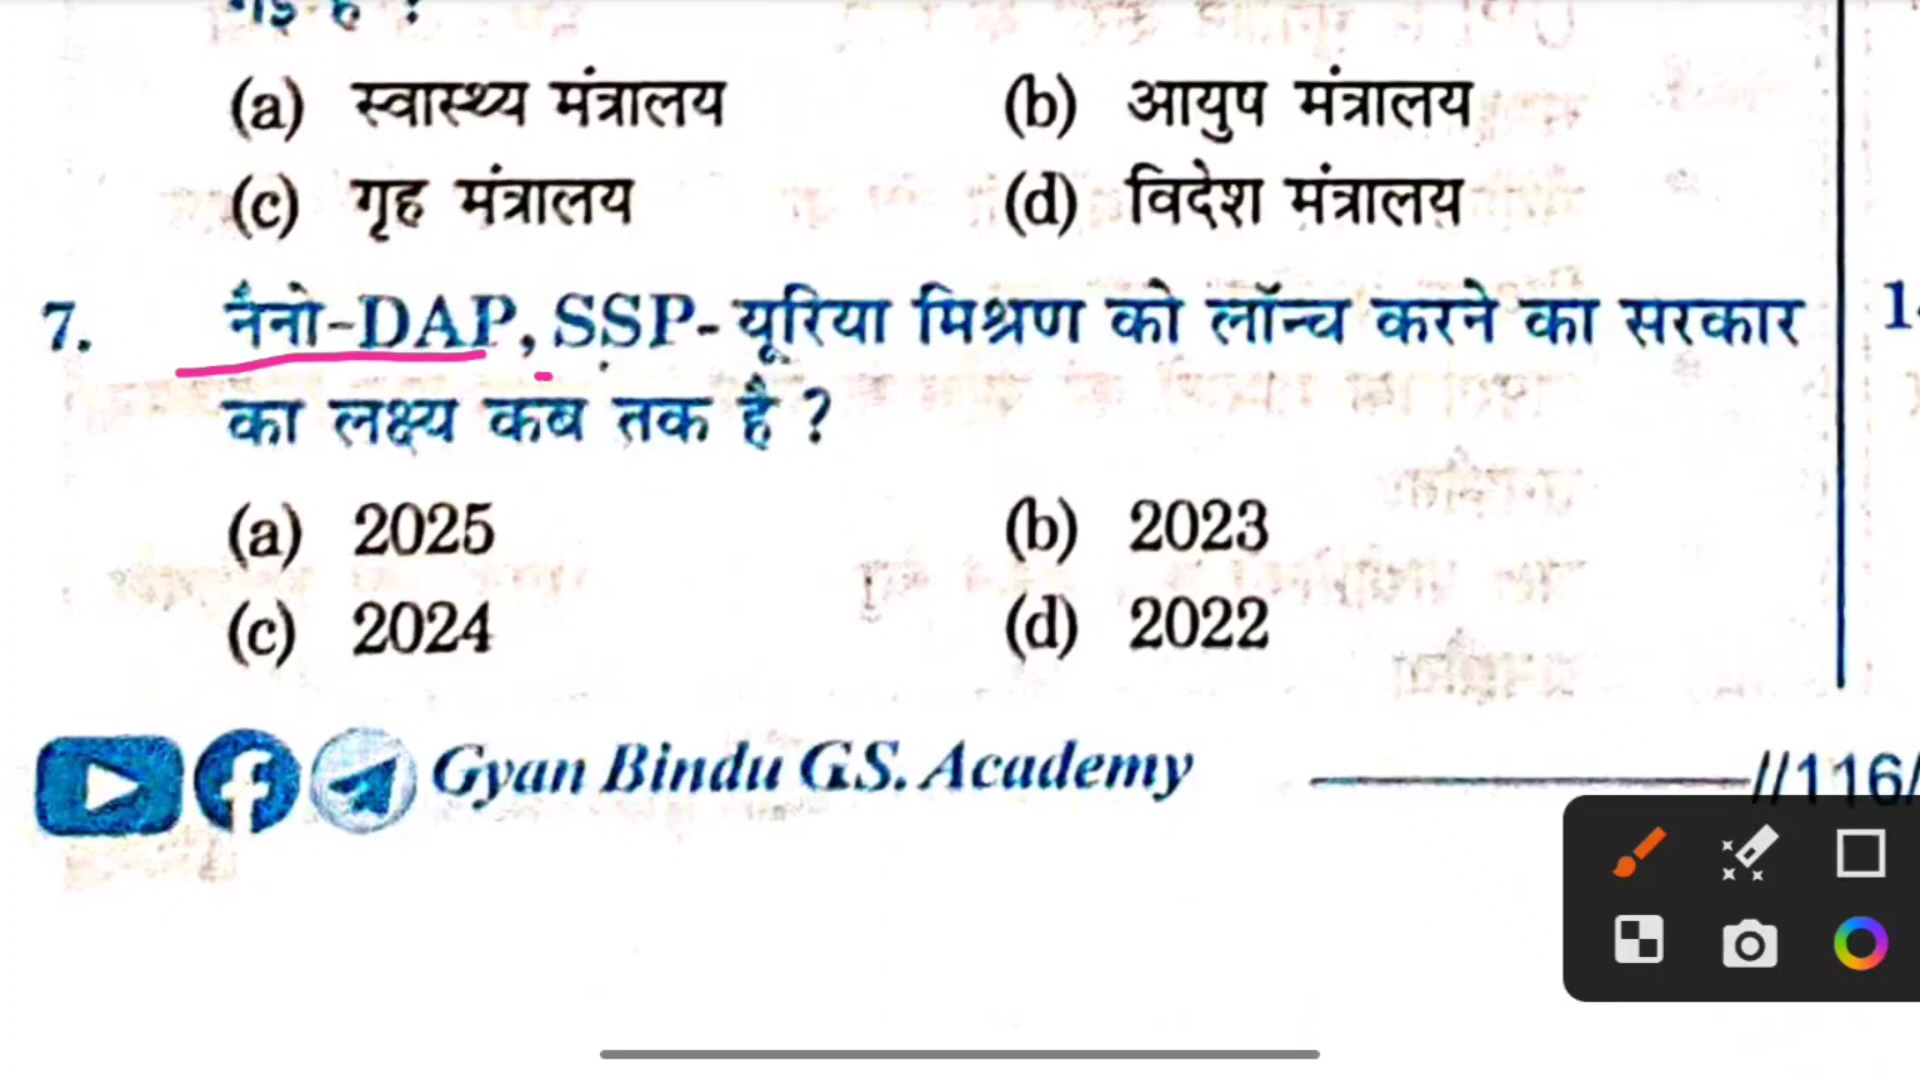 (a) स्वास्थ्य मंत्रालय (b) आयुष मंत्रालय
(c) गृह मंत्रालय (d) विदेश मंत्रालय
7. नैनो-DAP, SSP- यूरिया मिश्रण को लॉन्च करने का सरकार
का लक्ष्य कब तक है ?
(a) 2025 (b) 2023
(c) 2024 (d) 2022
Gyan Bindu G.S. Academy //116/